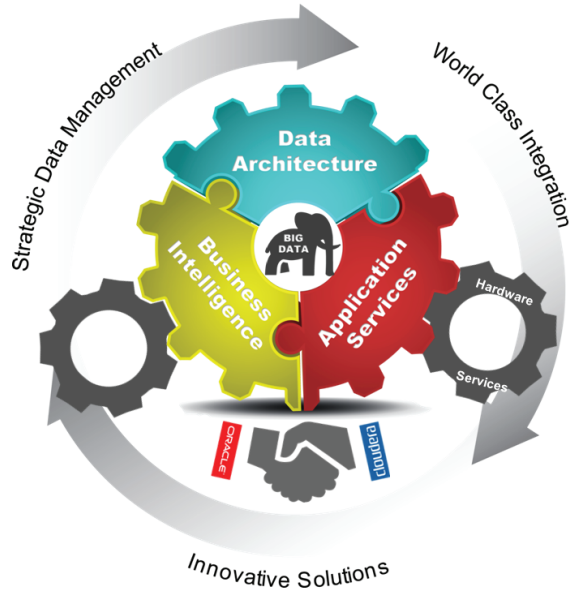 Strategic Data Management
World Class Integration
Data
Architecture
BIG
DATA
Business
Intelligence
Application
Services
Hardware
Services
ORACLE
cloudera
Innovative Solutions